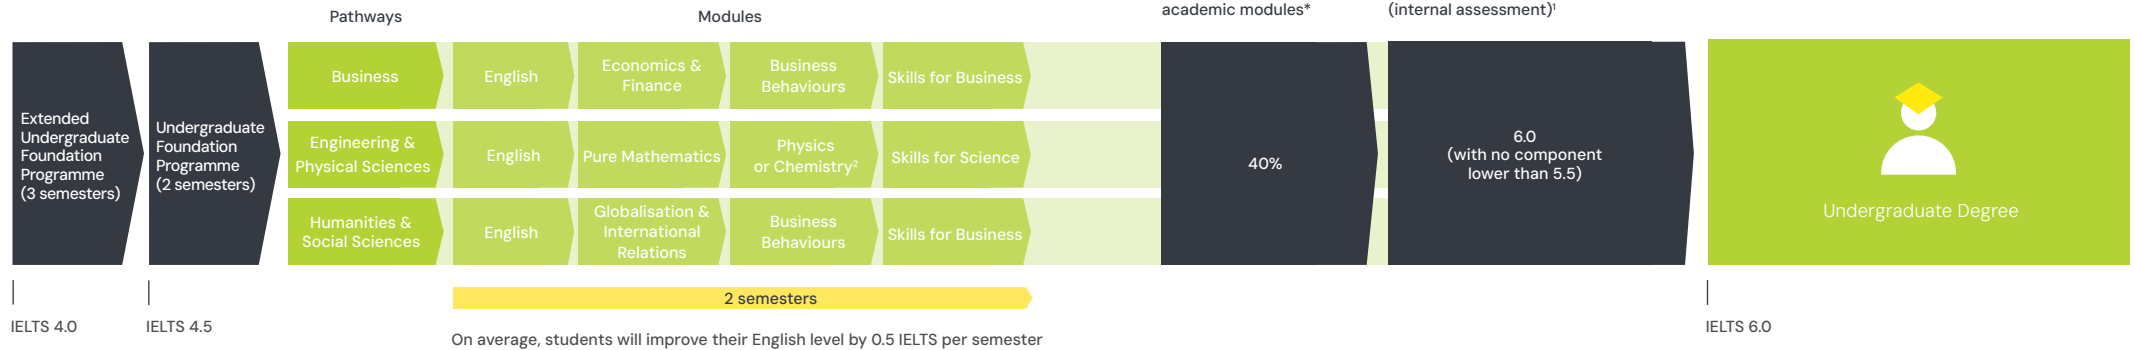 Pathways
Modules
academic modules*
(internal assessment)¹
Extended
Undergraduate
Foundation
Programme
(3 semesters)
Undergraduate
Foundation
Programme
(2 semesters)
Business
English
Economics &
Finance
Business
Behaviours
Skills for Business
Engineering &
Physical Sciences
English
Pure Mathematics
Physics
or Chemistry²
Skills for Science
Humanities &
Social Sciences
English
Globalisation &
International
Relations
Business
Behaviours
Skills for Business
40%
6.0
(with no component
lower than 5.5)
Undergraduate Degree
2 semesters
IELTS 4.0
IELTS 4.5
IELTS 6.0
On average, students will improve their English level by 0.5 IELTS per semester